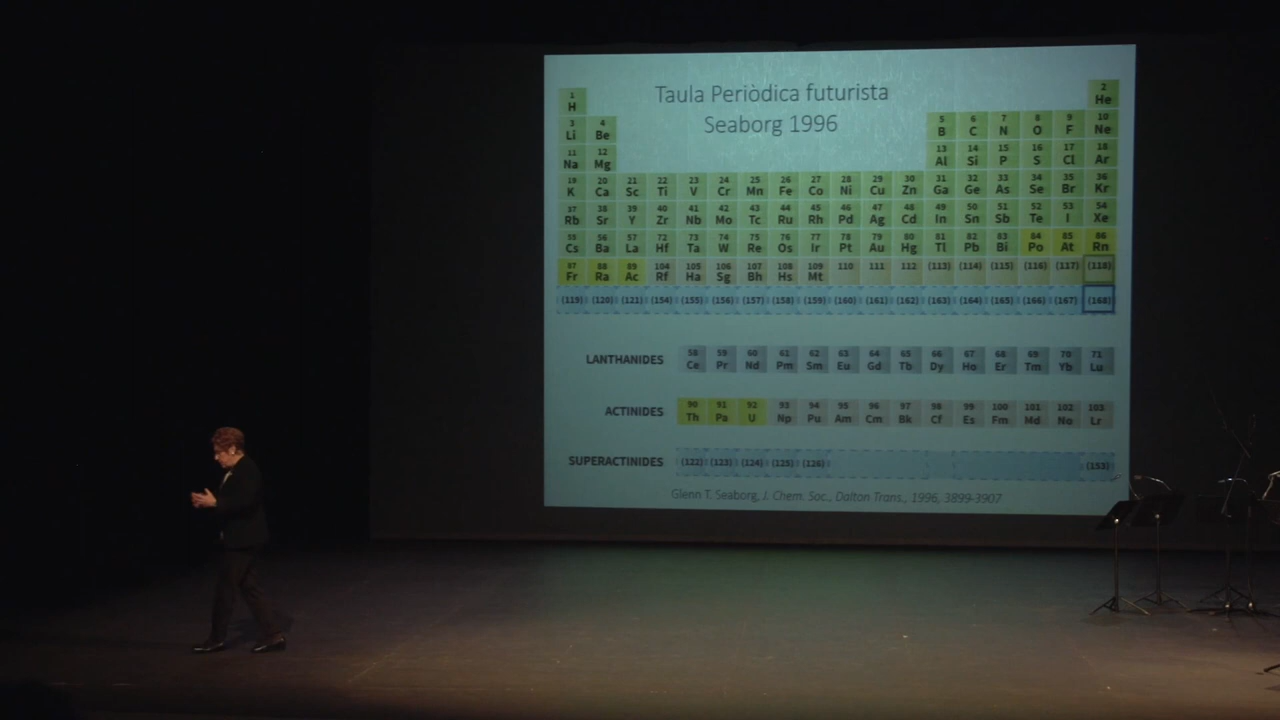 Taula Periòdica futurista
Seaborg 1996
1 2
H He
3 4 5 6 7 8 9 10
Li Be B C N O F Ne
11 12 13 14 15 16 17 18
Na Mg Al Si P S Cl Ar
19 20 21 22 23 24 25 26 27 28 29 30 31 32 33 34 35 36
K Ca Sc Ti V Cr Mn Fe Co Ni Cu Zn Ga Ge As Se Br Kr
37 38 39 40 41 42 43 44 45 46 47 48 49 50 51 52 53 54
Rb Sr Y Zr Nb Mo Tc Ru Rh Pd Ag Cd In Sn Sb Te I Xe
55 56 57 72 73 74 75 76 77 78 79 80 81 82 83 84 85 86
Cs Ba La Hf Ta W Re Os Ir Pt Au Hg Tl Pb Bi Po At Rn
87 88 89 104 105 106 107 108 109 110 111 112 (113) (114) (115) (116) (117) (118)
Fr Ra Ac Rf Ha Sg Bh Hs Mt
(119) (120) (121) (154) (155) (156) (157) (158) (159) (160) (161) (162) (163) (164) (165) (166) (167) (168)
58 59 60 61 62 63 64 65 66 67 68 69 70 71
LANTHANIDES Ce Pr Nd Pm Sm Eu Gd Tb Dy Ho Er Tm Yb Lu
90 91 92 93 94 95 96 97 98 99 100 101 102 103
ACTINIDES Th Pa U Np Pu Am Cm Bk Cf Es Fm Md No Lr
SUPERACTINIDES (122) (123) (124) (125) (126) (153)
Glenn T. Seaborg, J. Chem. Soc., Dalton Trans., 1996, 3899-3907